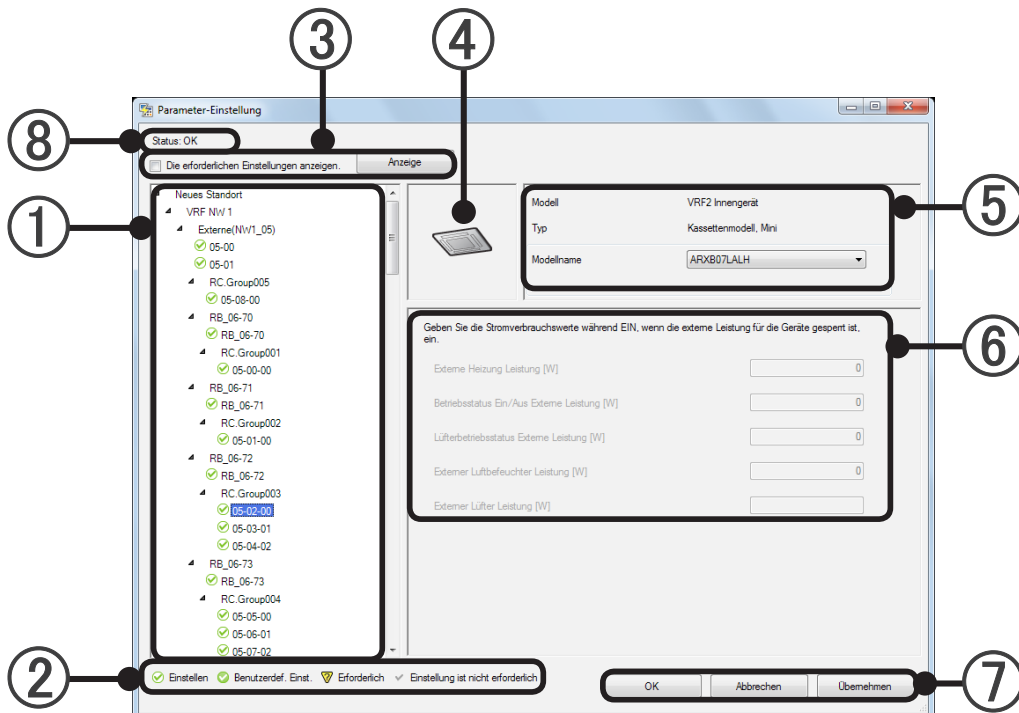 ③
④
Parameter-Einstellung
⑧
Status: OK
Die erforderlichen Einstellungen anzeigen.
Anzeige
①
Neues Standort
VRF NW 1
Externe(NW1_05)
05-00
05-01
RC.Group005
05-08-00
RB_06-70
RB_06-70
RC.Group001
05-00-00
RB_06-71
RB_06-71
RC.Group002
05-01-00
RB_06-72
RB_06-72
RC.Group003
05-02-00
05-03-01
05-04-02
RB_06-73
RB_06-73
RC.Group004
05-05-00
05-06-01
05-07-02
Modell VRF2 Innengerät
Typ Kassettenmodell, Mini
Modellname ARXB07LALH
⑤
Geben Sie die Stromverbrauchswerte während EIN, wenn die externe Leistung für die Geräte gesperrt ist,
ein.
Externe Heizung Leistung [W] 0
Betriebsstatus Ein/Aus Externe Leistung [W] 0
Lüfterbetriebsstatus Externe Leistung [W] 0
Externer Luftbefeuchter Leistung [W] 0
Externer Lüfter Leistung [W]
⑥
②
Einstellen Benutzerdef. Einst. Erforderlich Einstellung ist nicht erforderlich
OK Abbrechen Übernehmen
⑦